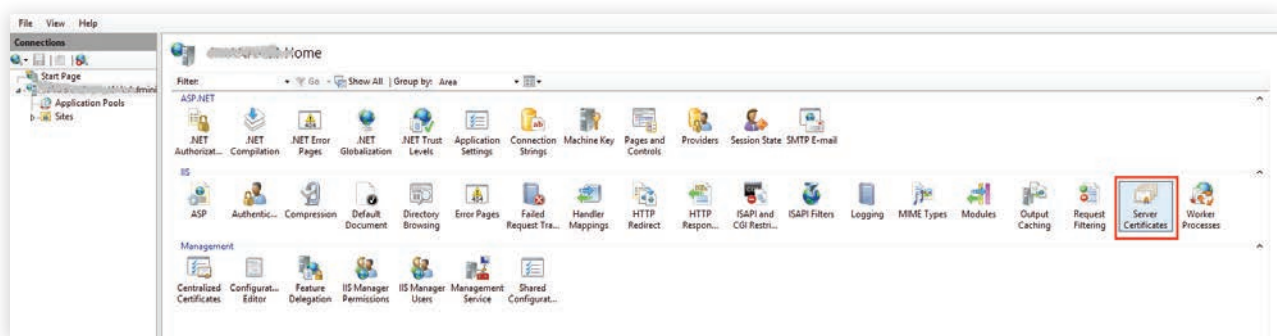 File View Help
Connections
Home
Start Page
dmini
Application Pools
Sites
Filter: Go Show All Group by: Area
ASP.NET
.NET Authorizat... .NET Compilation .NET Error Pages .NET Globalization .NET Trust Levels Application Settings Connection Strings Machine Key Pages and Controls Providers Session State SMTP E-mail
IIS
ASP Authentic... Compression Default Document Directory Browsing Error Pages Failed Request Tra... Handler Mappings HTTP Redirect HTTP Respon... ISAPI and CGI Restri... ISAPI Filters Logging MIME Types Modules Output Caching Request Filtering Server Certificates Worker Processes
Management
Centralized Certificates Configurat... Editor Feature Delegation IIS Manager Permissions IIS Manager Users Management Service Shared Configurat...